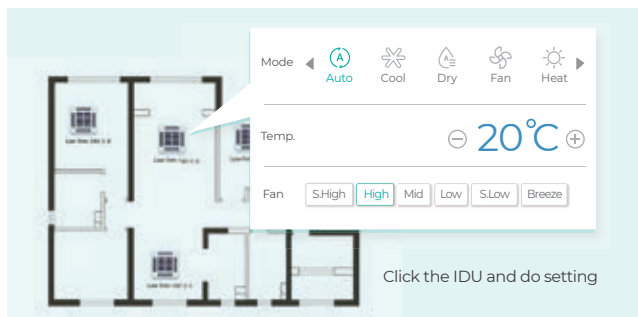 Mode Auto Cool Dry Fan Heat
Temp. 20℃
Fan S.High High Mid Low S.Low Breeze
Click the IDU and do setting